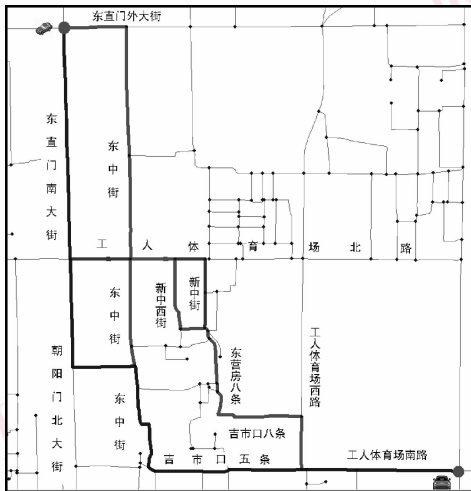 东直门外大街
东直门南大街
东中街
工人体育场北路
东中街
新中西街
新中街
朝阳门北大街
东中街
东营房八条
工人体育场西路
吉市口八条
吉市口五条
工人体育场南路